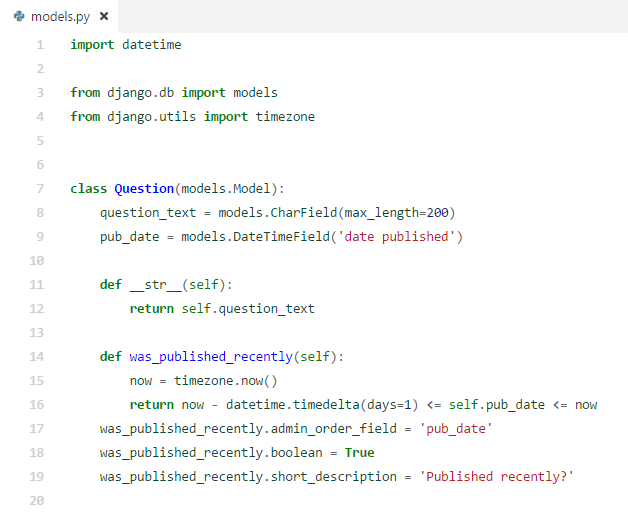 models.py ×
1 import datetime
2
3 from django.db import models
4 from django.utils import timezone
5
6
7 class Question(models.Model):
8     question_text = models.CharField(max_length=200)
9     pub_date = models.DateTimeField('date published')
10
11     def __str__(self):
12         return self.question_text
13
14     def was_published_recently(self):
15         now = timezone.now()
16         return now - datetime.timedelta(days=1) <= self.pub_date <= now
17     was_published_recently.admin_order_field = 'pub_date'
18     was_published_recently.boolean = True
19     was_published_recently.short_description = 'Published recently?'
20